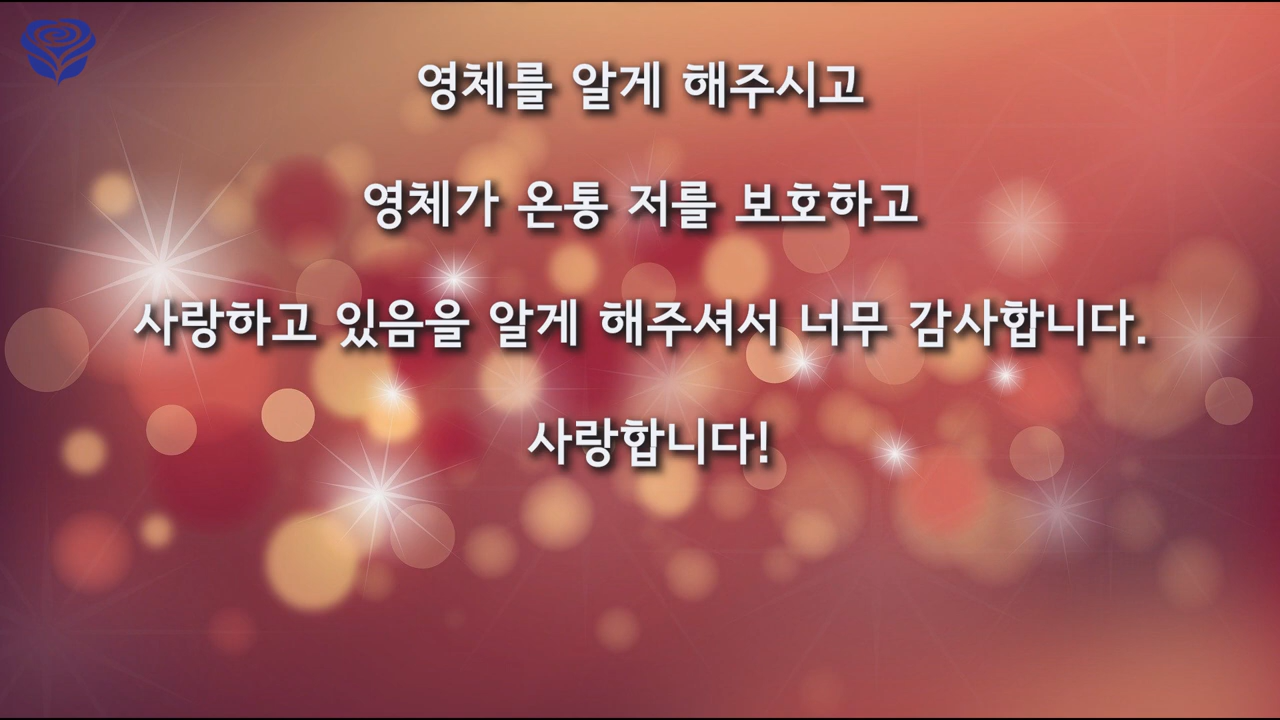 영체를 알게 해주시고
영체가 온통 저를 보호하고
사랑하고 있음을 알게 해주셔서 너무 감사합니다.
사랑합니다!